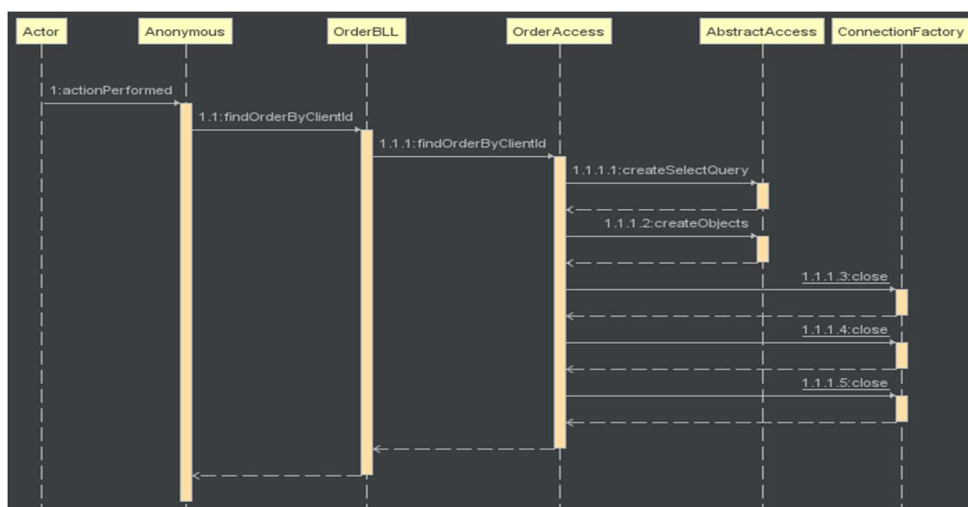 Actor
Anonymous
OrderBLL
OrderAccess
AbstractAccess
ConnectionFactory
1:actionPerformed
1.1:findOrderByClientId
1.1.1:findOrderByClientId
1.1.1.1:createSelectQuery
1.1.1.2:createObjects
1.1.1.3:close
1.1.1.4:close
1.1.1.5:close